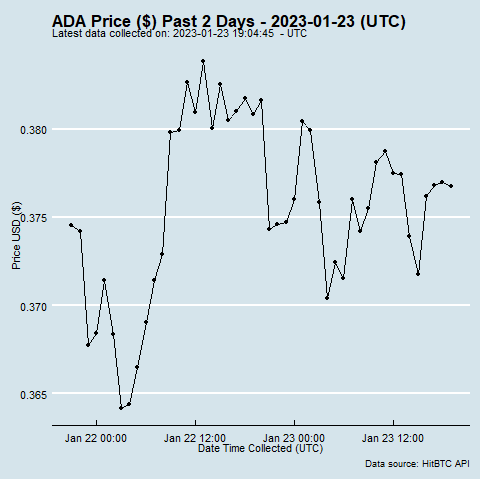 ADA Price ($) Past 2 Days - 2023-01-23 (UTC)
Latest data collected on: 2023-01-23 19:04:45  - UTC
0.380
0.375
0.370
0.365
Price USD ($)
Jan 22 00:00
Jan 22 12:00
Jan 23 00:00
Jan 23 12:00
Date Time Collected (UTC)
Data source: HitBTC API